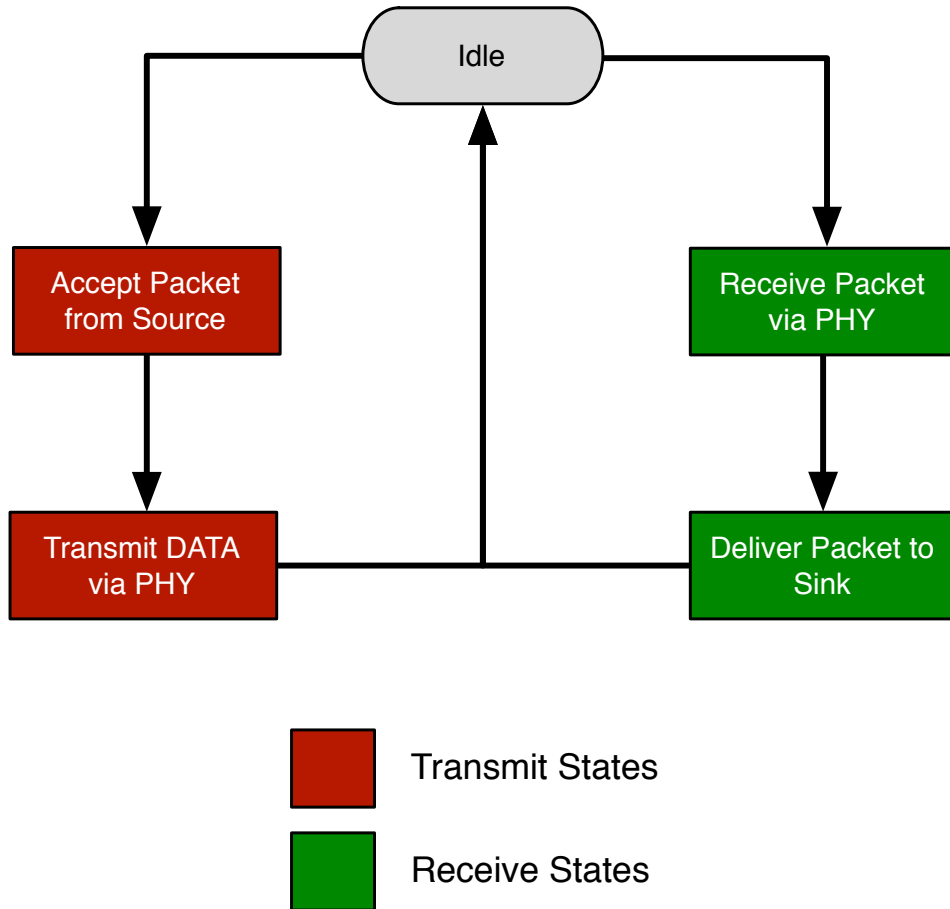 Idle
Accept Packet
from Source
Receive Packet
via PHY
Transmit DATA
via PHY
Deliver Packet to
Sink
Transmit States
Receive States